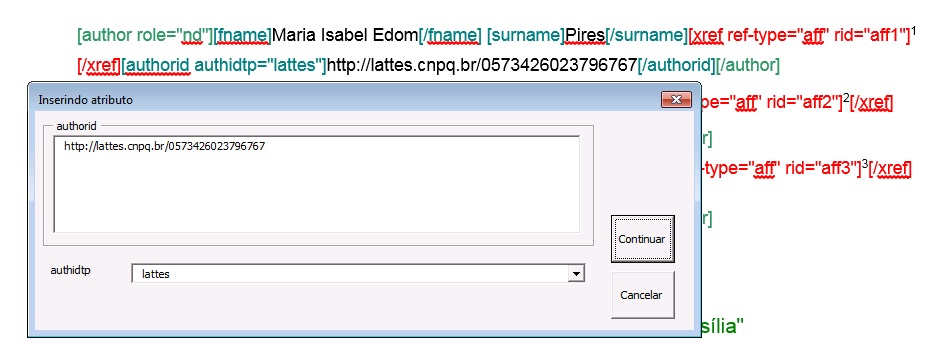 [author role="nd"][fname]Maria Isabel Edom[/fname] [surname]Pires[/surname][xref ref-type="aff" rid="aff1"]1
[/xref][authorid authidtp="lattes"]http://lattes.cnpq.br/0573426023796767[/authorid][/author]
Inserindo atributo
pe="aff" rid="aff2"]2[/xref]
authorid
http://lattes.cnpq.br/0573426023796767
r]
-type="aff" rid="aff3"]3[/xref]
r]
Continuar
authidtp
lattes
Cancelar
sília"